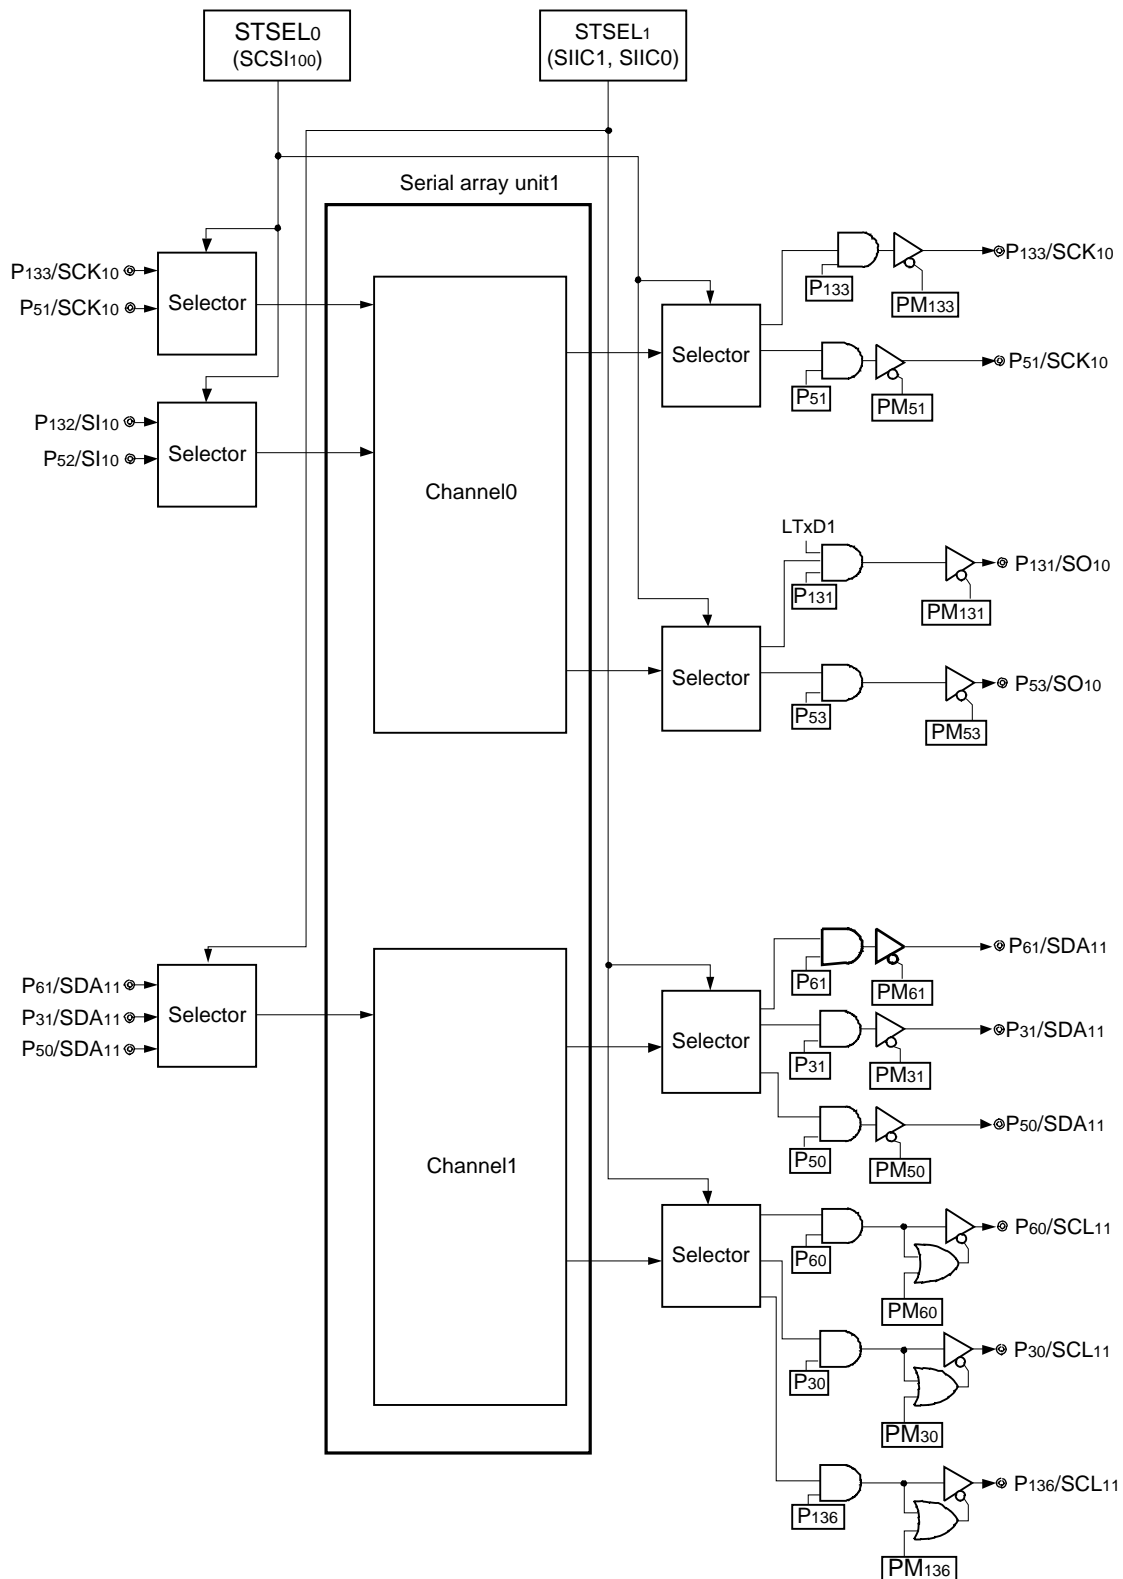 STSEL0
(SCSI100)
STSEL1
(SIIC1, SIIC0)
Serial array unit1
P133/SCK10
P51/SCK10
Selector
P132/SI10
P52/SI10
Selector
Channel0
Selector
P133
PM133
P133/SCK10
P51
PM51
P51/SCK10
LTxD1
P131
PM131
P131/SO10
Selector
P53
PM53
P53/SO10
P61/SDA11
P31/SDA11
P50/SDA11
Selector
Channel1
Selector
P61
PM61
P61/SDA11
P31
PM31
P31/SDA11
P50
PM50
P50/SDA11
Selector
P60
PM60
P60/SCL11
P30
PM30
P30/SCL11
P136
PM136
P136/SCL11